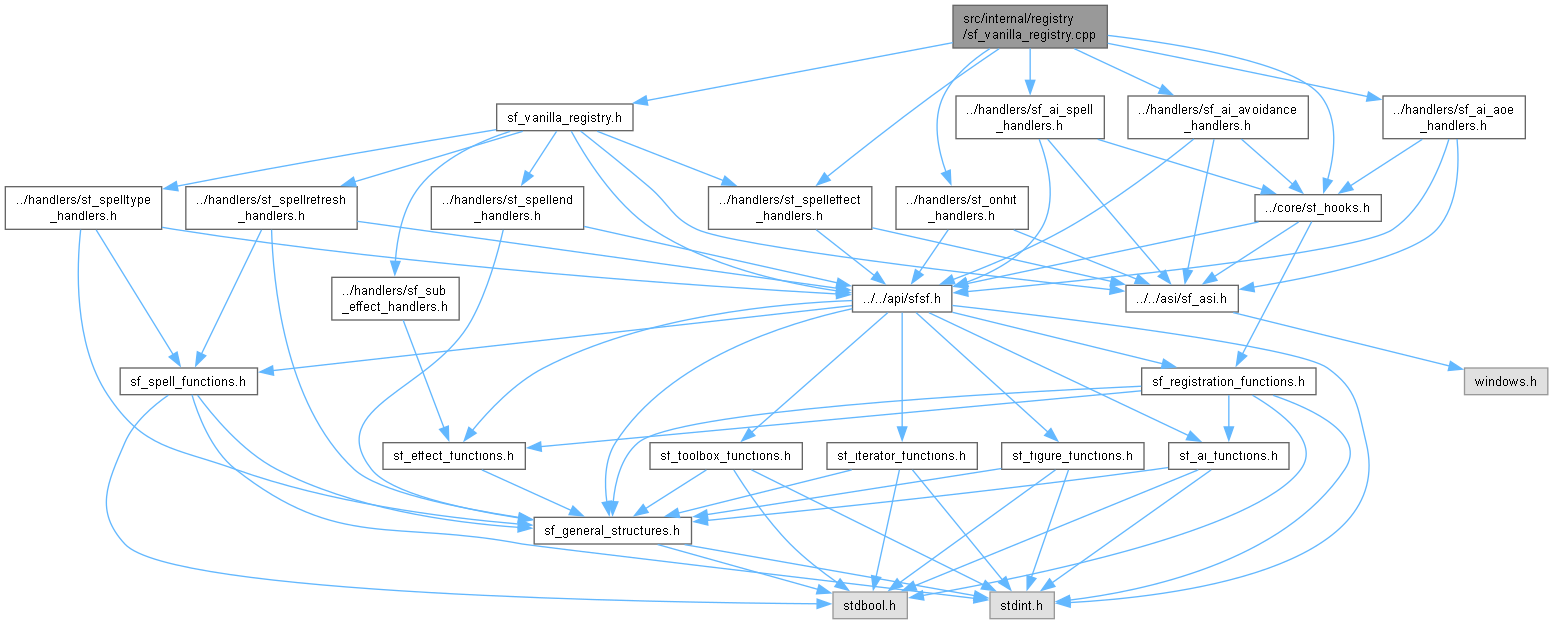 src/internal/registry
/sf_vanilla_registry.cpp
sf_vanilla_registry.h
../handlers/sf_ai_spell
_handlers.h
../handlers/sf_ai_avoidance
_handlers.h
../handlers/sf_ai_aoe
_handlers.h
../handlers/sf_spelltype
_handlers.h
../handlers/sf_spellrefresh
_handlers.h
../handlers/sf_spellend
_handlers.h
../handlers/sf_spelleffect
_handlers.h
../handlers/sf_onhit
_handlers.h
../core/sf_hooks.h
../handlers/sf_sub
_effect_handlers.h
../../api/sfsf.h
../../asi/sf_asi.h
sf_spell_functions.h
sf_registration_functions.h
windows.h
sf_effect_functions.h
sf_toolbox_functions.h
sf_iterator_functions.h
sf_figure_functions.h
sf_ai_functions.h
sf_general_structures.h
stdbool.h
stdint.h